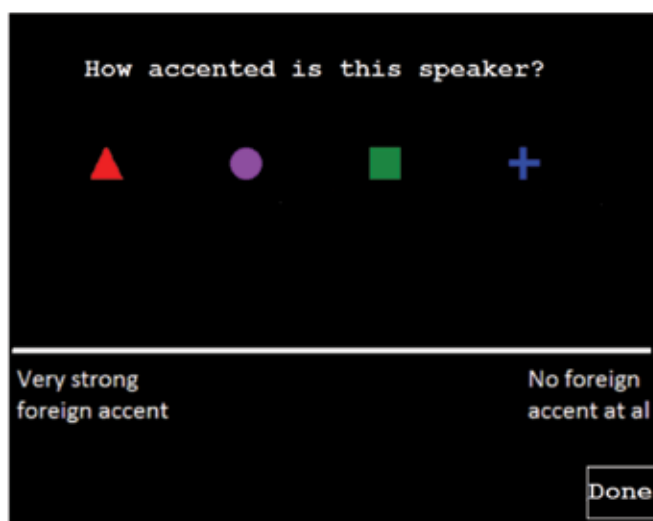 How accented is this speaker?
Very strong
foreign accent
No foreign
accent at al
Done